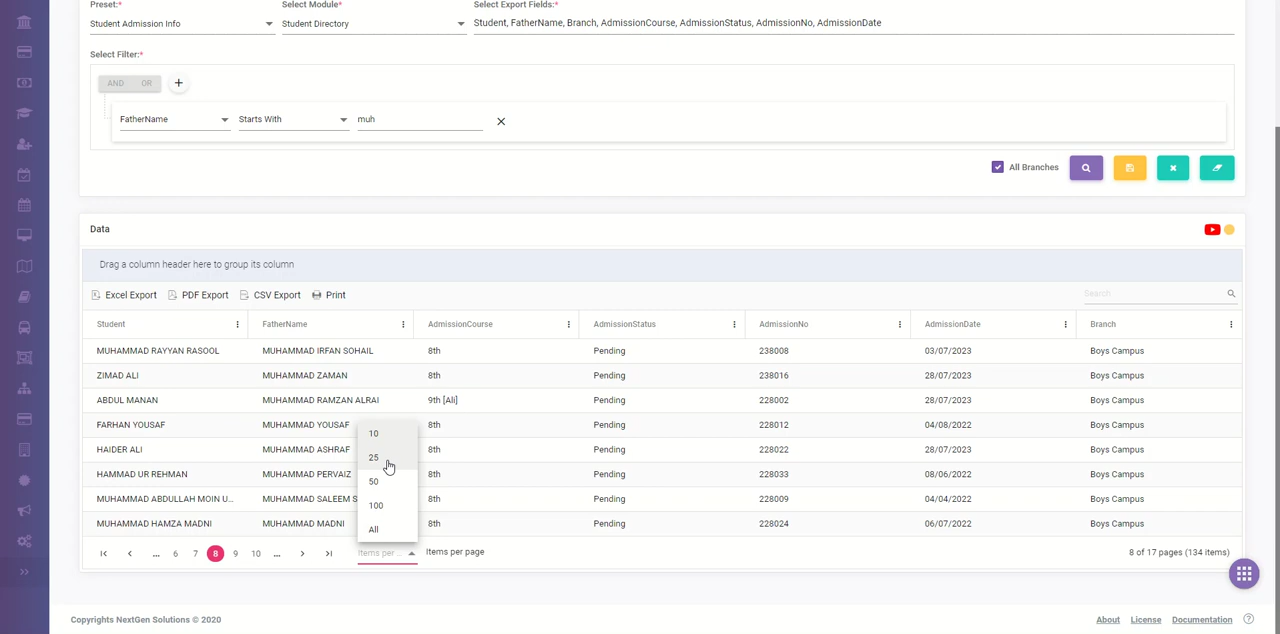 Preset:* Select Module:* Select Export Fields:*
Student Admission Info Student Directory Student, FatherName, Branch, AdmissionCourse, AdmissionStatus, AdmissionNo, AdmissionDate
Select Filter:*
AND OR +
FatherName Starts With muh
All Branches
Data
Drag a column header here to group its column
Excel Export PDF Export CSV Export Print Search
Student FatherName AdmissionCourse AdmissionStatus AdmissionNo AdmissionDate Branch
MUHAMMAD RAYYAN RASOOL MUHAMMAD IRFAN SOHAIL 8th Pending 238008 03/07/2023 Boys Campus
ZIMAD ALI MUHAMMAD ZAMAN 8th Pending 238016 28/07/2023 Boys Campus
ABDUL MANAN MUHAMMAD RAMZAN ALRAI 9th [Ali] Pending 228002 28/07/2023 Boys Campus
FARHAN YOUSAF MUHAMMAD YOUSAF 8th Pending 228012 04/08/2022 Boys Campus
HAIDER ALI MUHAMMAD ASHRAF 8th Pending 228022 28/07/2023 Boys Campus
HAMMAD UR REHMAN MUHAMMAD PERVAIZ 8th Pending 228033 08/06/2022 Boys Campus
MUHAMMAD ABDULLAH MOIN U... MUHAMMAD SALEEM S 8th Pending 228009 04/04/2022 Boys Campus
MUHAMMAD HAMZA MADNI MUHAMMAD MADNI 8th Pending 228024 06/07/2022 Boys Campus
10
25
50
100
All
... 6 7 8 9 10 ... Items per ... Items per page 8 of 17 pages (134 items)
Copyrights NextGen Solutions © 2020 About License Documentation ?